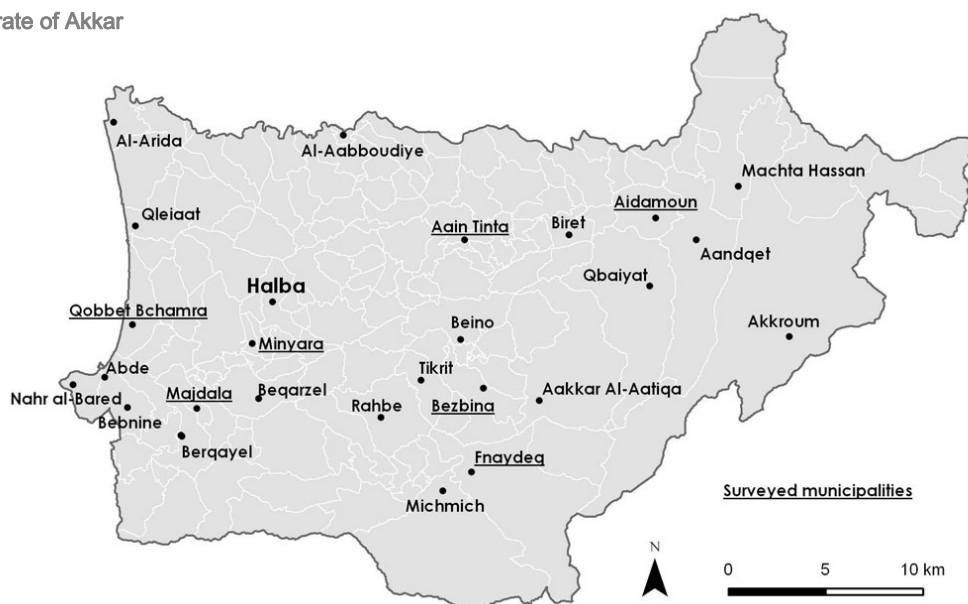 rate of Akkar
Al-Arida
Al-Aabboudiye
Machta Hassan
Aidamoun
Qleiaat
Aain Tinta
Biret
Aandqet
Qbaiyat
Halba
Qobbet Bchamra
Minyara
Beino
Akkroum
Abde
Tikrit
Nahr al-Bared
Majdala
Beqarzel
Aakkar Al-Aatiqa
Rahbe
Bezbina
Bebnine
Berqayel
Fnaydeq
Michmich
Surveyed municipalities
N
0 5 10 km